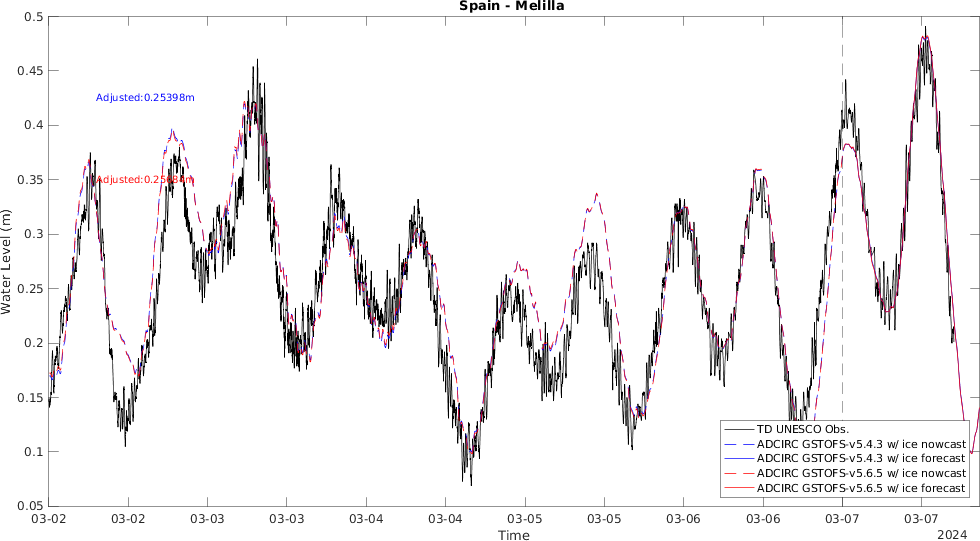 Spain - Melilla
0.5
0.45
0.4
0.35
0.3
0.25
0.2
0.15
0.1
0.05
Water Level (m)
Adjusted:0.25398m
TD UNESCO Obs.
ADCIRC GSTOFS-v5.4.3 w/ ice nowcast
ADCIRC GSTOFS-v5.4.3 w/ ice forecast
ADCIRC GSTOFS-v5.6.5 w/ ice nowcast
ADCIRC GSTOFS-v5.6.5 w/ ice forecast
03-02 03-02 03-03 03-03 03-04 03-04 03-05 03-05 03-06 03-06 03-07 03-07
Time
2024